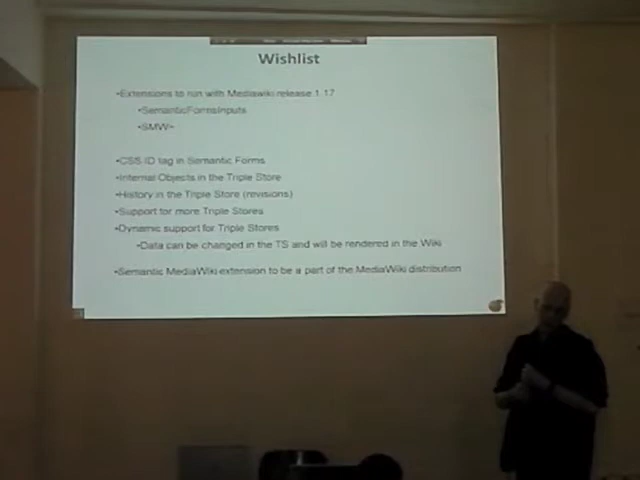 Wishlist
•Extensions to run with Mediawiki release 1.17
•SemanticFormsInputs
•SMW+
•CSS ID tag in Semantic Forms
•Internal Objects in the Triple Store
•History in the Triple Store (revisions)
•Support for more Triple Stores
•Dynamic support for Triple Stores
•Data can be changed in the TS and will be rendered in the Wiki
•Semantic MediaWiki extension to be a part of the MediaWiki distribution